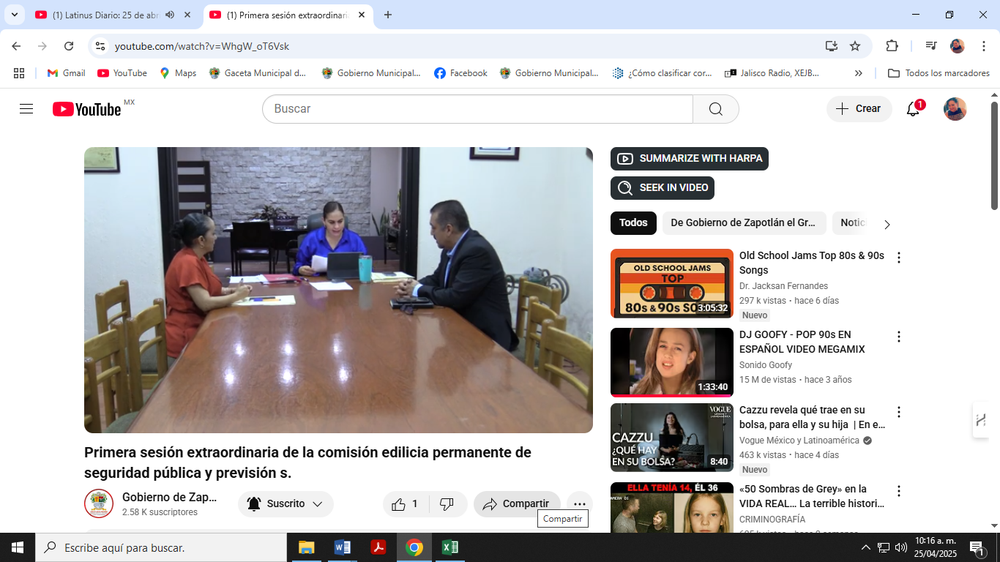 (1) Latinus Diario: 25 de abr
(1) Primera sesión extraordinari
youtube.com/watch?v=WhgW_oT6Vsk
Gmail
YouTube
Maps
Gaceta Municipal d...
Gobierno Municipal...
Facebook
Gobierno Municipal...
¿Cómo clasificar cor...
Jalisco Radio, XEJB...
Todos los marcadores
YouTube MX
Buscar
Crear
1
SUMMARIZE WITH HARPA
SEEK IN VIDEO
Todos
De Gobierno de Zapotlán el Gr...
Notic
OLD SCHOOL JAMS
TOP
80s & 90s SO
3:05:32
Old School Jams Top 80s & 90s
Songs
Dr. Jacksan Fernandes
297 k vistas • hace 6 días
Nuevo
1:33:40
DJ GOOFY - POP 90s EN
ESPAÑOL VIDEO MEGAMIX
Sonido Goofy
15 M de vistas • hace 3 años
VOGUE
CAZZU
¿QUÉ HAY
EN SU BOLSA?
8:40
Cazzu revela qué trae en su
bolsa, para ella y su hija | En e...
Vogue México y Latinoamérica
463 k vistas • hace 4 días
Nuevo
ELLA TENÍA 14, ÉL 36
«50 Sombras de Grey» en la
VIDA REAL... La terrible histori...
CRIMINOGRAFÍA
Primera sesión extraordinaria de la comisión edilicia permanente de
seguridad pública y previsión s.
Gobierno de Zap...
2.58 K suscriptores
Suscrito
1
Compartir
Compartir
Escribe aquí para buscar.
10:16 a. m.
25/04/2025
1